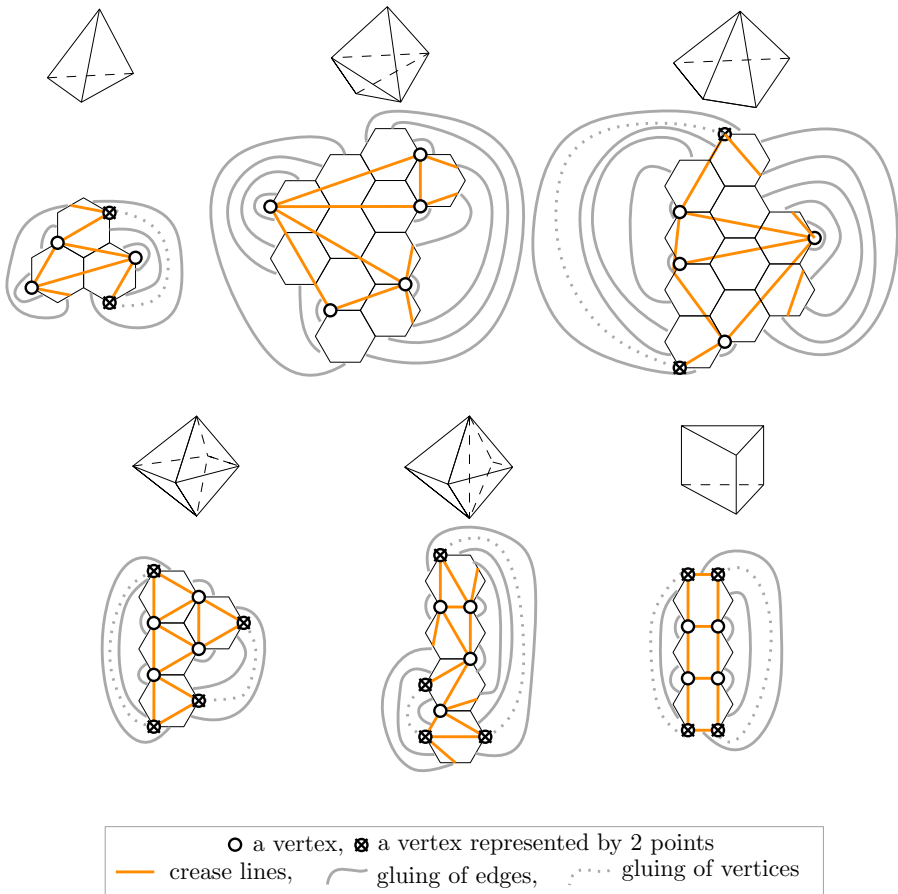 a vertex, a vertex represented by 2 points
crease lines, gluing of edges, gluing of vertices